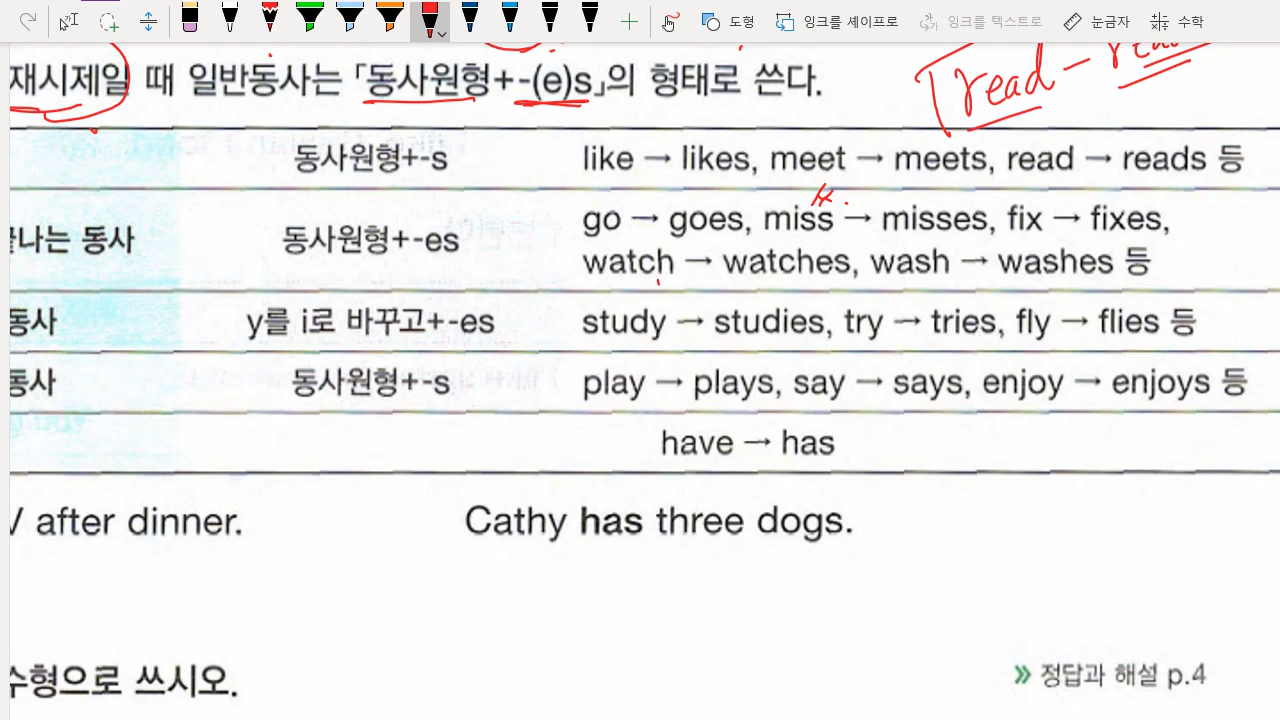 도형 잉크를 셰이프로 잉크를 텍스트로 눈금자 수학
재시제일 때 일반동사는 「동사원형+-(e)s」의 형태로 쓴다.
read -
동사원형+-s like → likes, meet → meets, read → reads 등
끝나는 동사 동사원형+-es go → goes, miss → misses, fix → fixes,
watch → watches, wash → washes 등
동사 y를 i로 바꾸고+-es study → studies, try → tries, fly → flies 등
동사 동사원형+-s play → plays, say → says, enjoy → enjoys 등
have → has
V after dinner. Cathy has three dogs.
수형으로 쓰시오.
» 정답과 해설 p.4